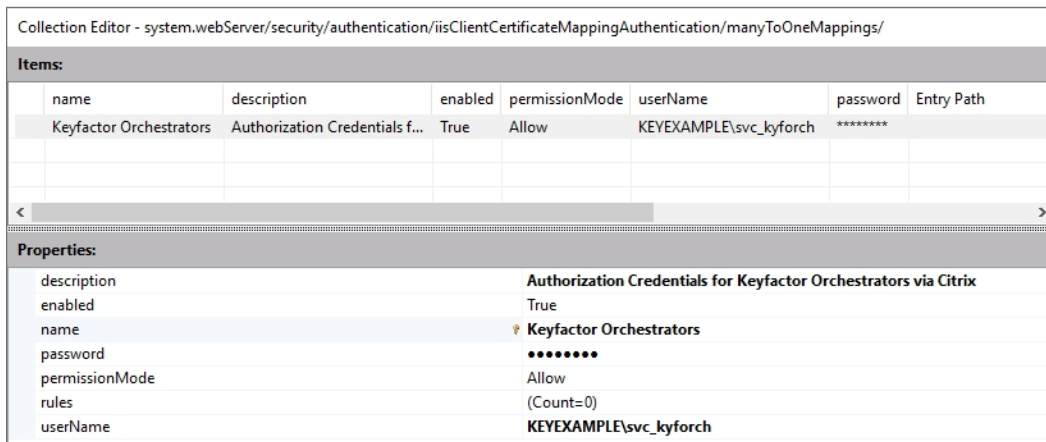 Collection Editor - system.webServer/security/authentication/iisClientCertificateMappingAuthentication/manyToOneMappings/
Items:
name description enabled permissionMode userName password Entry Path
Keyfactor Orchestrators Authorization Credentials f... True Allow KEYEXAMPLE\svc_kyforch ********
Properties:
description Authorization Credentials for Keyfactor Orchestrators via Citrix
enabled True
name Keyfactor Orchestrators
password ●●●●●●●●
permissionMode Allow
rules (Count=0)
userName KEYEXAMPLE\svc_kyforch